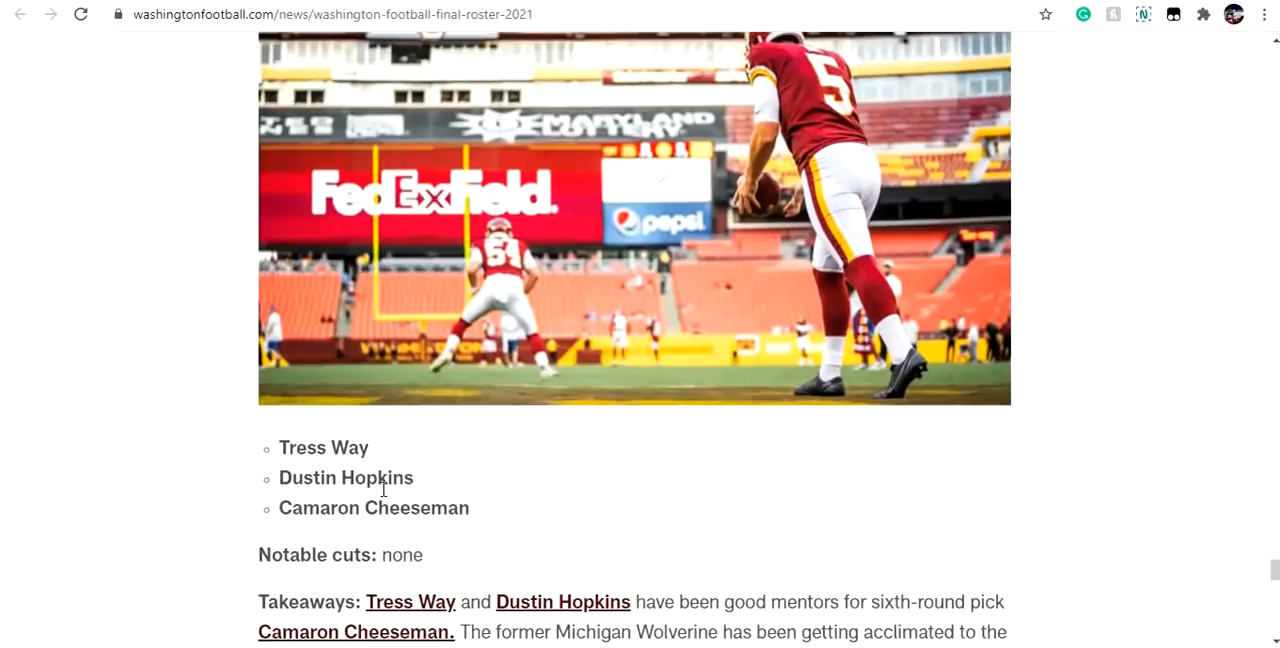 washingtonfootball.com/news/washington-football-final-roster-2021
5
MARYLAND
LOTTERY
FedExField.
pepsi
54
Tress Way
Dustin Hopkins
Camaron Cheeseman
Notable cuts: none
Takeaways: Tress Way and Dustin Hopkins have been good mentors for sixth-round pick
Camaron Cheeseman. The former Michigan Wolverine has been getting acclimated to the